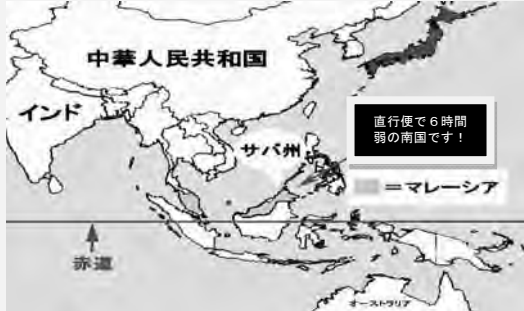 中華人民共和国
インド
直行便で６時間
弱の南国です！
サバ州
＝マレーシア
赤道
オーストラリア